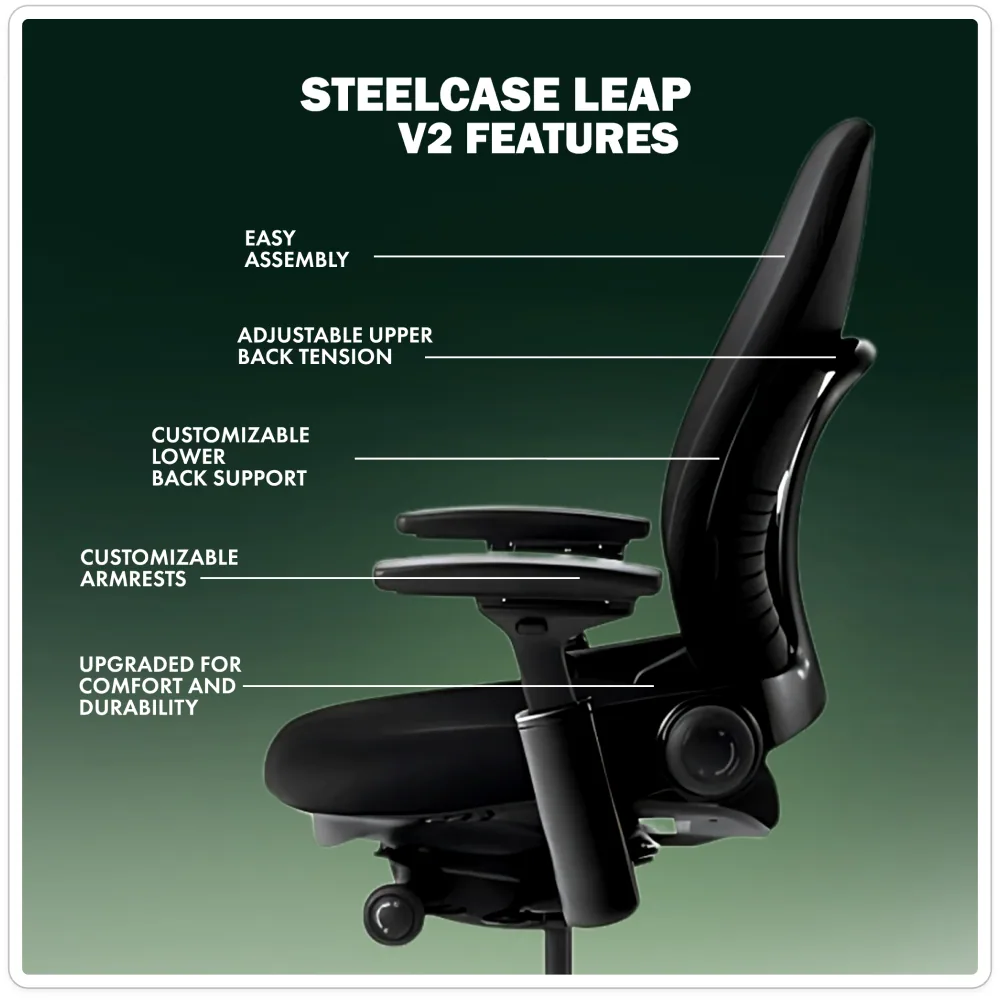 STEELCASE LEAP
V2 FEATURES
EASY
ASSEMBLY
ADJUSTABLE UPPER
BACK TENSION
CUSTOMIZABLE
LOWER
BACK SUPPORT
CUSTOMIZABLE
ARMRESTS
UPGRADED FOR
COMFORT AND
DURABILITY